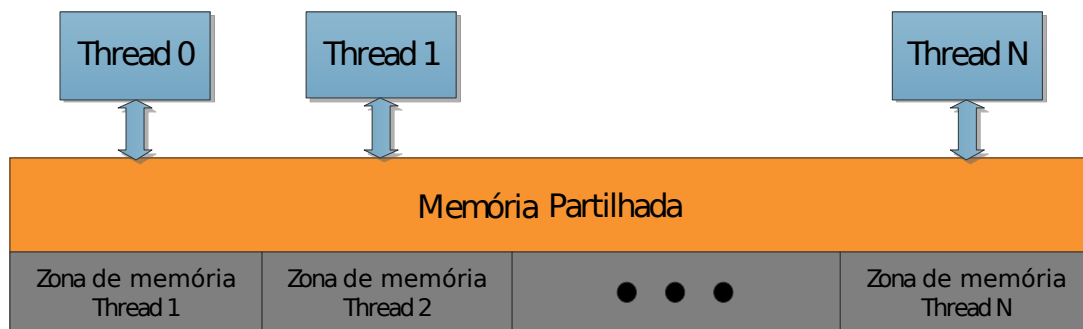 Thread 0
Thread 1
Thread N
Memória Partilhada
Zona de memória
Thread 1
Zona de memória
Thread 2
Zona de memória
Thread N